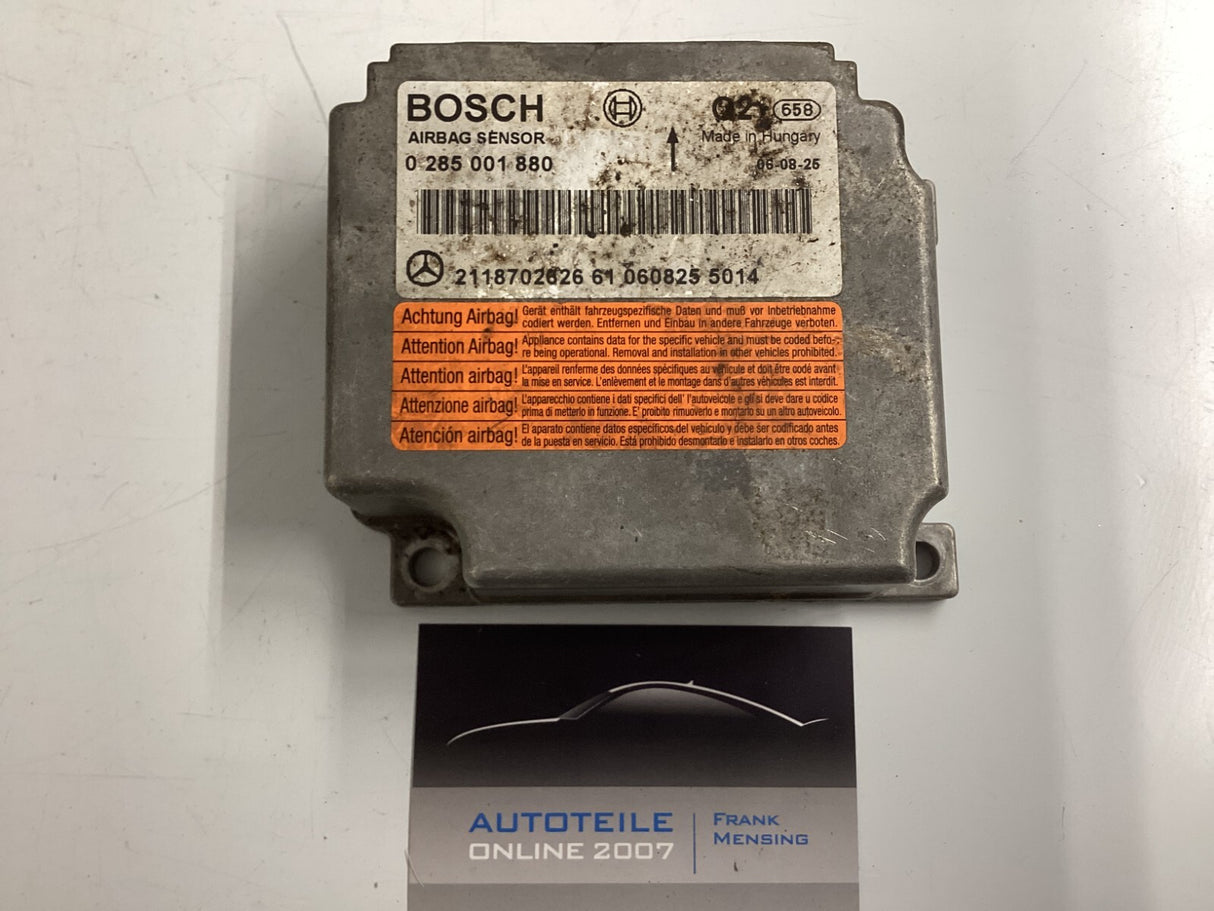 BOSCH
AIRBAG SENSOR
0 285 001 880
558
Made in Hungary
06-08-25
2118702626 61 060825 5014
Achtung Airbag! Gerät enthält fahrzeugspezifische Daten und muß vor Inbetriebnahme
codiert werden. Entfernen und Einbau in andere Fahrzeuge verboten.
Attention Airbag! Appliance contains data for the specific vehicle and must be coded befo-
re being operational. Removal and installation in other vehicles prohibited.
Attention airbag! L'appareil renferme des données spécifiques au véhicule et doit être codé avant
la mise en service. L'enlèvement et le montage dans d'autres véhicules est interdit.
Attenzione airbag! L'apparecchio contiene i dati specifici dell' l'autoveicole e gli si deve dare u codice
prima di metterlo in funzione. E' proibito rimuoverlo e montarlo su un altro autoveicolo.
Atención airbag! El aparato contiene datos específicos del vehículo y debe ser codificado antes
de la puesta en servicio. Está prohibido desmontarlo e instalarlo en otros coches.
AUTOTEILE
ONLINE 2007
FRANK
MENSING